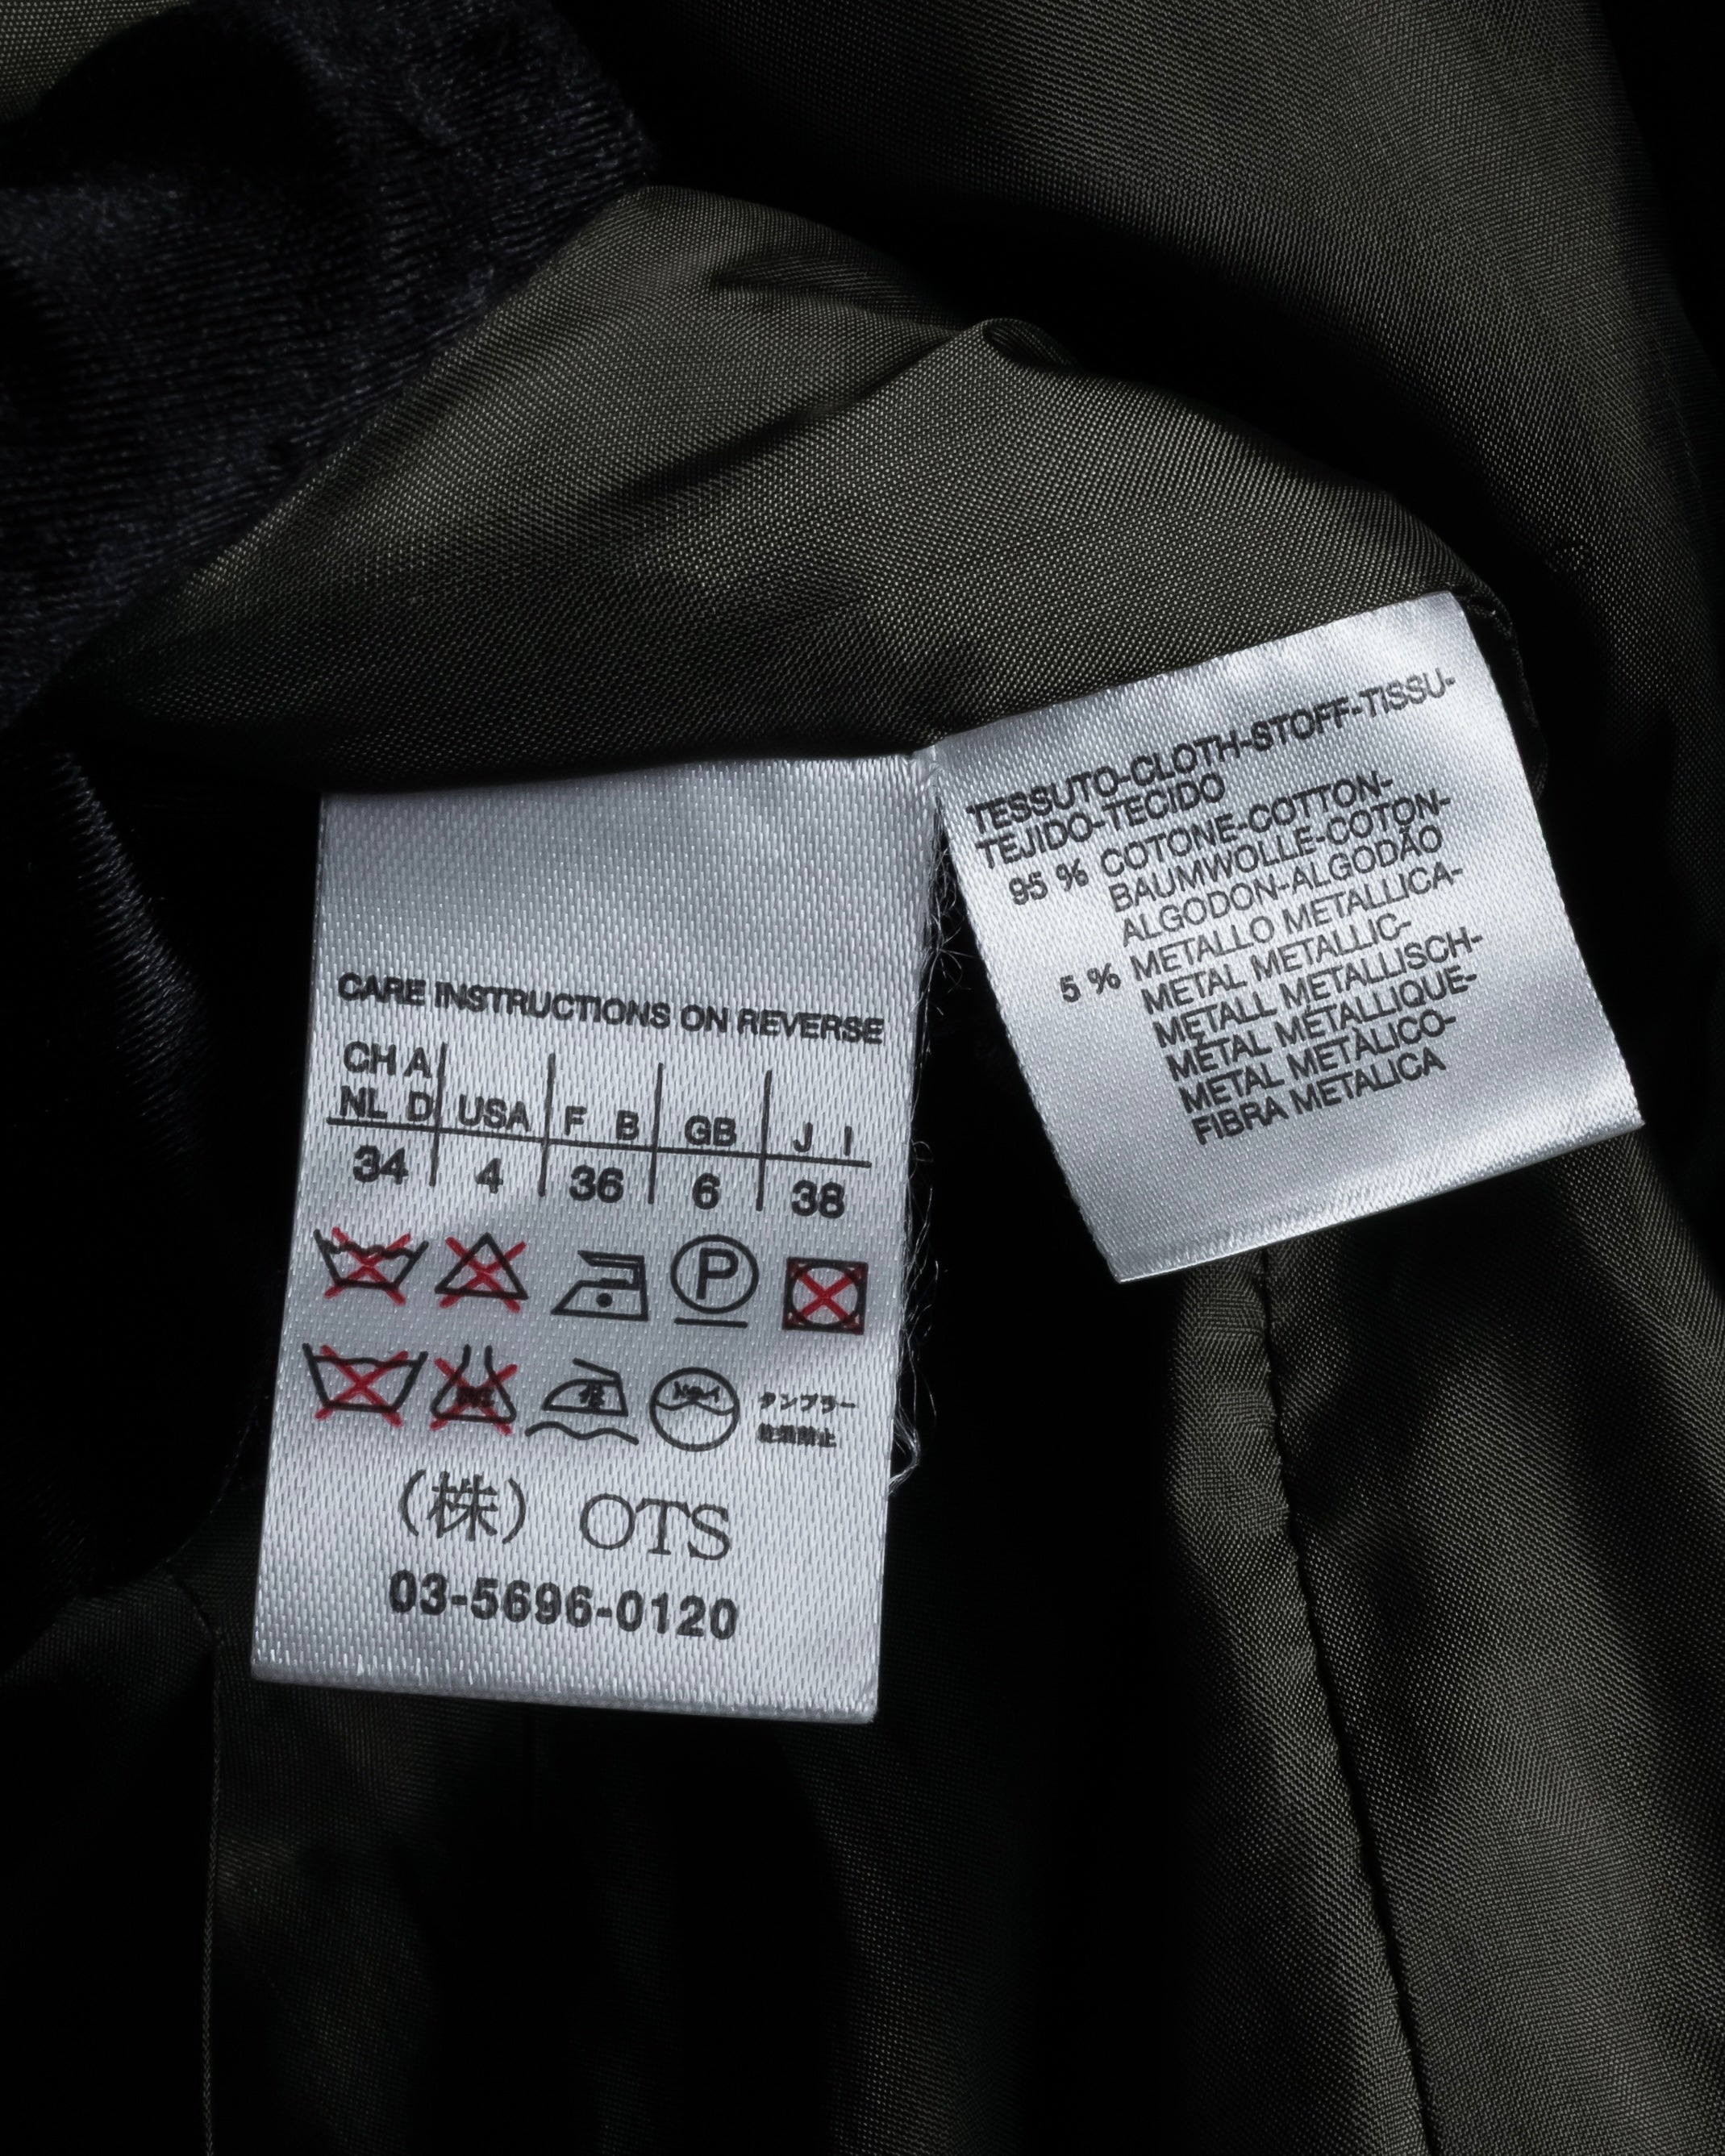 CARE INSTRUCTIONS ON REVERSE
CH A
NL D USA F B GB J I
34 4 36 6 38
P
タンブラー
乾燥禁止
(株) OTS
03-5696-0120
TESSUTO-CLOTH-STOFF-TISSU-
TEJIDO-TECIDO
95 % COTONE-COTTON-
BAUMWOLLE-COTON-
ALGODON-ALGODÃO
5 % METALLO METALLICA-
METAL METALLIC-
METALL METALLISCH-
MÉTAL METALLIQUE-
METAL METALICO-
FIBRA METALICA